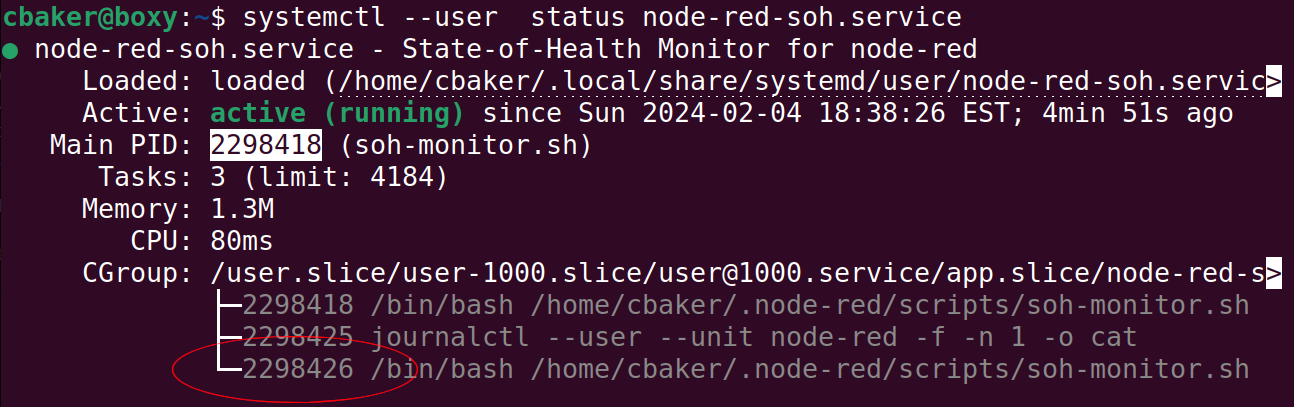 cbaker@boxy:~$ systemctl --user  status node-red-soh.service
● node-red-soh.service - State-of-Health Monitor for node-red
     Loaded: loaded (/home/cbaker/.local/share/systemd/user/node-red-soh.servic>
     Active: active (running) since Sun 2024-02-04 18:38:26 EST; 4min 51s ago
   Main PID: 2298418 (soh-monitor.sh)
      Tasks: 3 (limit: 4184)
     Memory: 1.3M
        CPU: 80ms
     CGroup: /user.slice/user-1000.slice/user@1000.service/app.slice/node-red-s>
             ├─2298418 /bin/bash /home/cbaker/.node-red/scripts/soh-monitor.sh
             ├─2298425 journalctl --user --unit node-red -f -n 1 -o cat
             └─2298426 /bin/bash /home/cbaker/.node-red/scripts/soh-monitor.sh